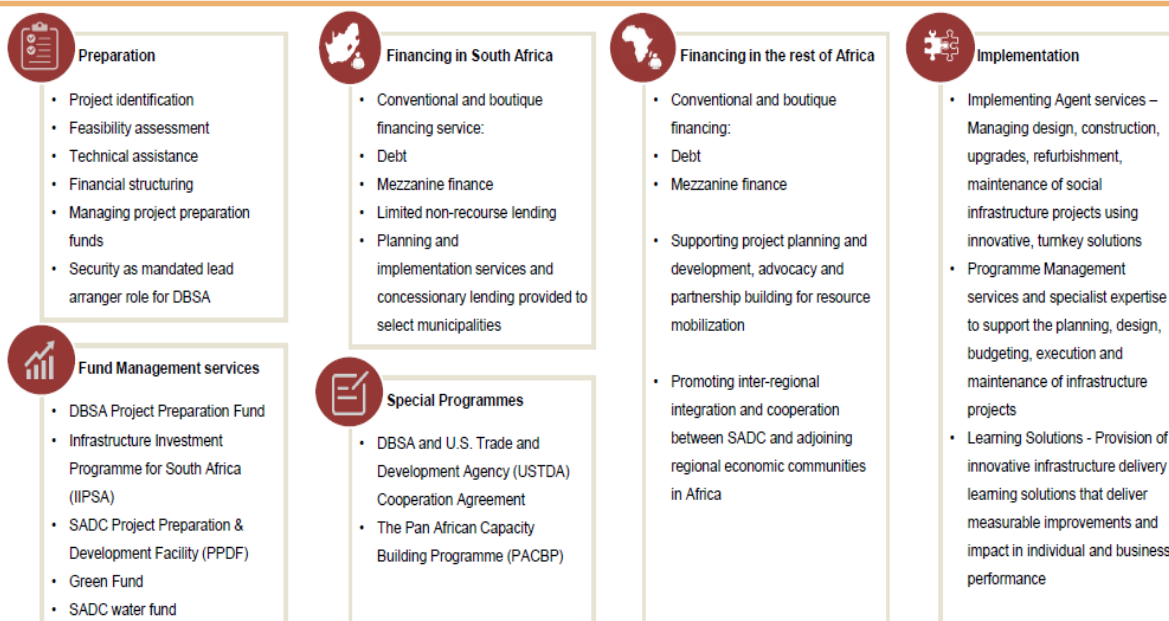 Preparation
• Project identification
• Feasibility assessment
• Technical assistance
• Financial structuring
• Managing project preparation
funds
• Security as mandated lead
arranger role for DBSA
Fund Management services
• DBSA Project Preparation Fund
• Infrastructure Investment
Programme for South Africa
(IIPSA)
• SADC Project Preparation &
Development Facility (PPDF)
• Green Fund
• SADC water fund
Financing in South Africa
• Conventional and boutique
financing service:
• Debt
• Mezzanine finance
• Limited non-recourse lending
• Planning and
implementation services and
concessionary lending provided to
select municipalities
Special Programmes
• DBSA and U.S. Trade and
Development Agency (USTDA)
Cooperation Agreement
• The Pan African Capacity
Building Programme (PACBP)
Financing in the rest of Africa
• Conventional and boutique
financing:
• Debt
• Mezzanine finance
• Supporting project planning and
development, advocacy and
partnership building for resource
mobilization
• Promoting inter-regional
integration and cooperation
between SADC and adjoining
regional economic communities
in Africa
Implementation
• Implementing Agent services –
Managing design, construction,
upgrades, refurbishment,
maintenance of social
infrastructure projects using
innovative, turnkey solutions
• Programme Management
services and specialist expertise
to support the planning, design,
budgeting, execution and
maintenance of infrastructure
projects
• Learning Solutions - Provision of
innovative infrastructure delivery
learning solutions that deliver
measurable improvements and
impact in individual and business
performance